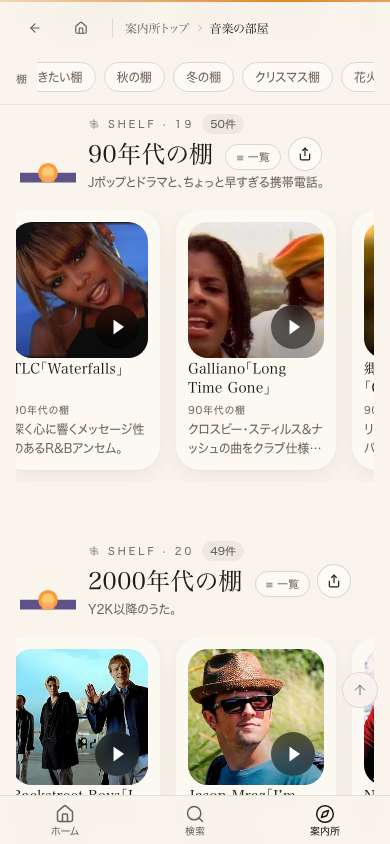 案内所トップ > 音楽の部屋
棚 きたい棚 秋の棚 冬の棚 クリスマス棚 花火
SHELF · 19 50件
90年代の棚 一覧
Jポップとドラマと、ちょっと早すぎる携帯電話。
TLC「Waterfalls」
90年代の棚
深く心に響くメッセージ性
のあるR&Bアンセム。
Galliano「Long
Time Gone」
90年代の棚
クロスビー・スティルス&ナ
ッシュの曲をクラブ仕様…
SHELF · 20 49件
2000年代の棚 一覧
Y2K以降のうた。
Backstreet Boys「I
Jason Mraz「I'm
ホーム 検索 案内所